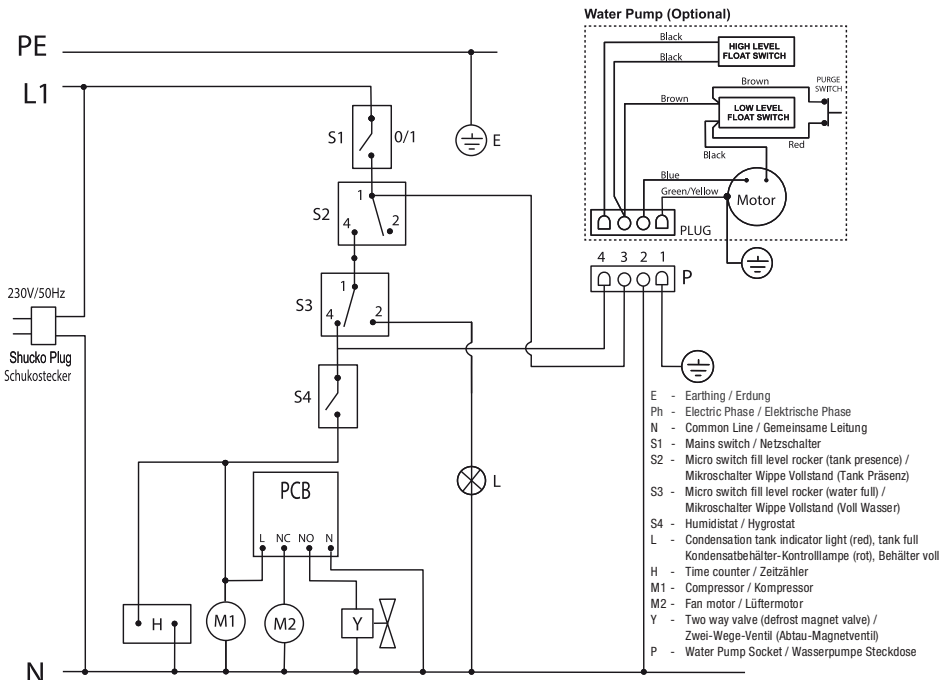 Water Pump (Optional)
PE
Black
HIGH LEVEL
FLOAT SWITCH
Black
L1
Brown
PURGE
SWITCH
Brown
LOW LEVEL
FLOAT SWITCH
S1
0/1
E
Red
Black
Blue
1
Green/Yellow
Motor
S2
4
2
PLUG
4 3 2 1
P
1
S3
4
2
230V/50Hz
Shucko Plug
Schukostecker
S4
L
PCB
L NC NO N
H
M1
M2
Y
N
E - Earthing / Erdung
Ph - Electric Phase / Elektrische Phase
N - Common Line / Gemeinsame Leitung
S1 - Mains switch / Netzschalter
S2 - Micro switch fill level rocker (tank presence) /
Mikroschalter Wippe Vollstand (Tank Präsenz)
S3 - Micro switch fill level rocker (water full) /
Mikroschalter Wippe Vollstand (Voll Wasser)
S4 - Humidistat / Hygrostat
L - Condensation tank indicator light (red), tank full
Kondensatbehälter-Kontrolllampe (rot), Behälter voll
H - Time counter / Zeitzähler
M1 - Compressor / Kompressor
M2 - Fan motor / Lüftermotor
Y - Two way valve (defrost magnet valve) /
Zwei-Wege-Ventil (Abtau-Magnetventil)
P - Water Pump Socket / Wasserpumpe Steckdose